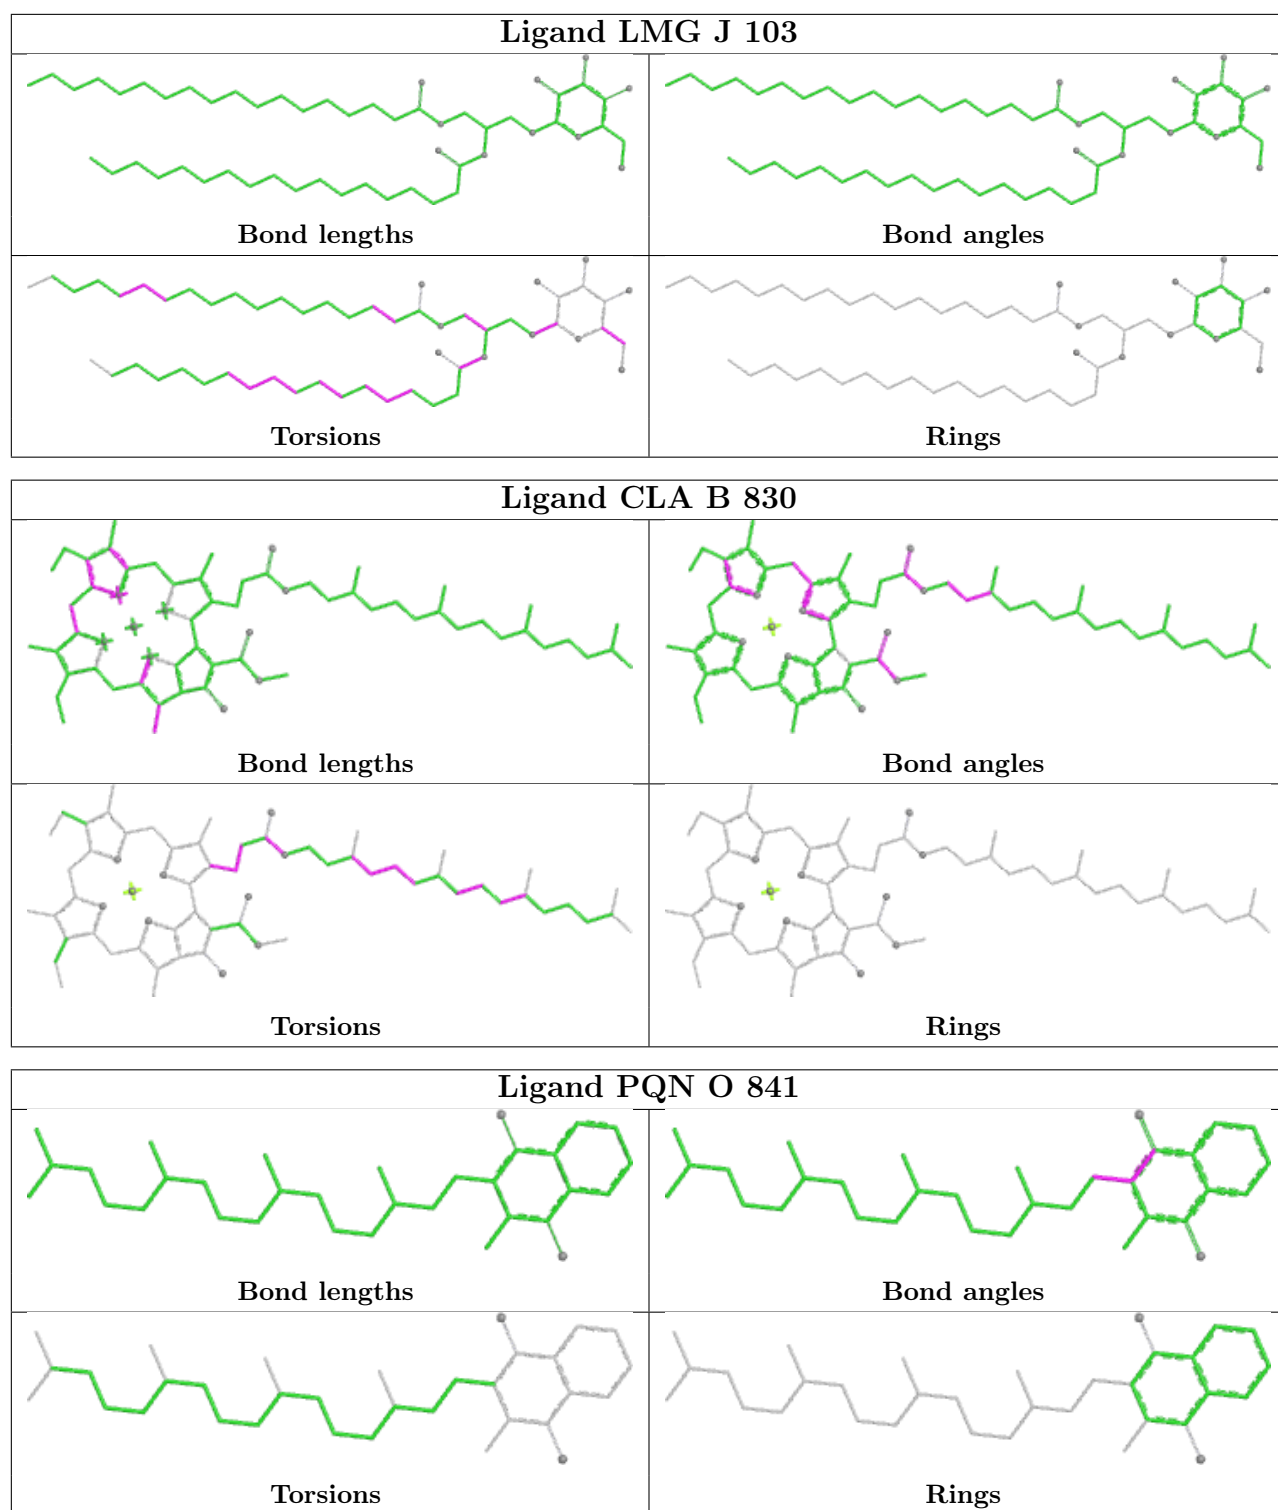 Ligand LMG J 103
Bond lengths
Bond angles
Torsions
Rings
Ligand CLA B 830
Bond lengths
Bond angles
Torsions
Rings
Ligand PQN O 841
Bond lengths
Bond angles
Torsions
Rings